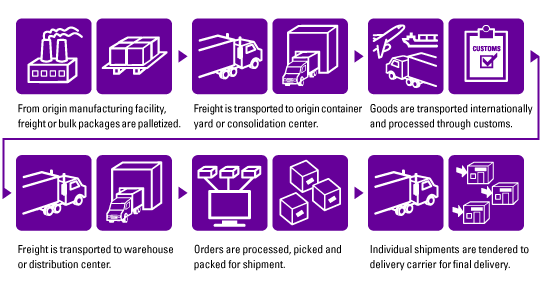 CUSTOMS
From origin manufacturing facility,
freight or bulk packages are palletized.
Freight is transported to origin container
yard or consolidation center.
Goods are transported internationally
and processed through customs.
Freight is transported to warehouse
or distribution center.
Orders are processed, picked and
packed for shipment.
Individual shipments are tendered to
delivery carrier for final delivery.